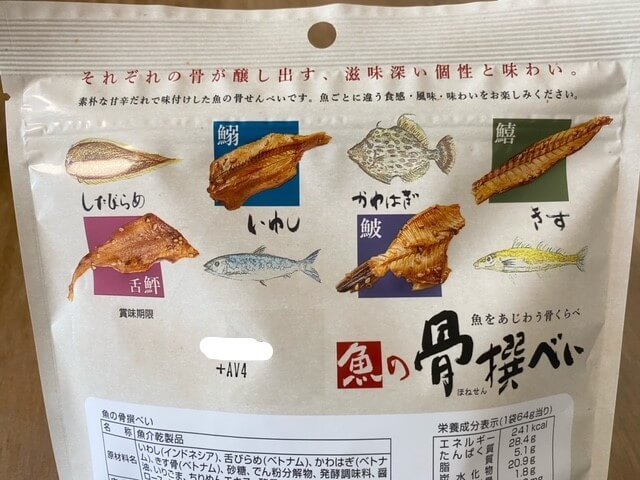 それぞれの骨が醸し出す、滋味深い個性と味わい。
素朴な甘辛だれで味付けした魚の骨せんべいです。魚ごとに違う食感・風味・味わいをお楽しみください。
鰯
鱚
したびらめ
いわし
かわはぎ
きす
舌鮃
鮍
賞味期限
+AV4
魚をあじわう骨くらべ
魚の骨撰べい
ほねせん
魚の骨撰べい
名称 魚介乾製品
原材料名 いわし(インドネシア)、舌びらめ(ベトナム)、かわはぎ(ベトナ
ム)、きす骨(ベトナム)、砂糖、でん粉分解物、発酵調味料、醤
油、いりごま、
栄養成分表示(1袋64g当り)
エネルギー 241kcal
たんぱく質 28.4g
脂質 5.1g
炭水化物 20.9g
1.8g